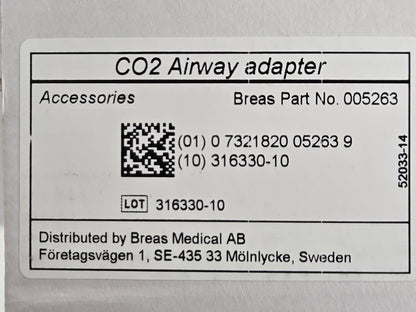 CO2 Airway adapter
Accessories Breas Part No. 005263
(01) 0 7321820 05263 9
(10) 316330-10
52033-14
LOT 316330-10
Distributed by Breas Medical AB
Företagsvägen 1, SE-435 33 Mölnlycke, Sweden